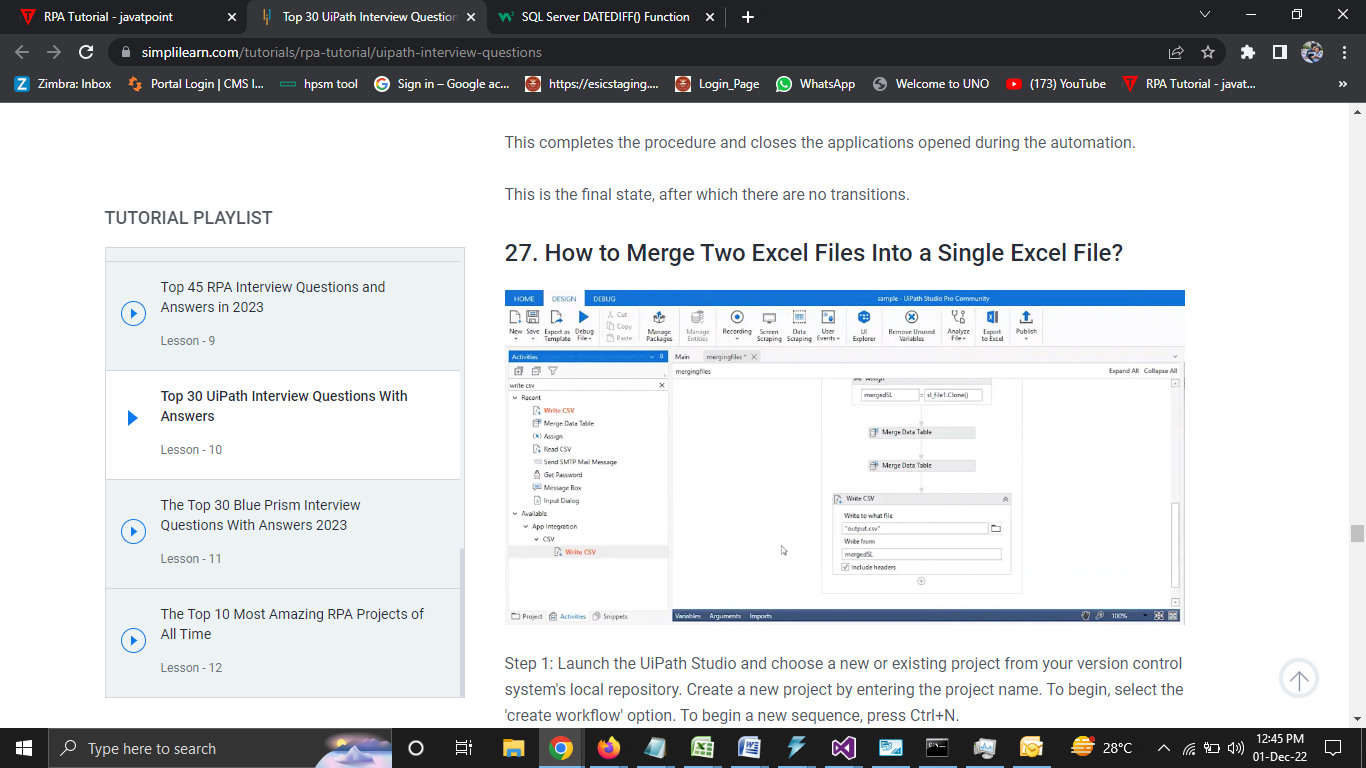 RPA Tutorial - javatpoint
Top 30 UiPath Interview Question
SQL Server DATEDIFF() Function
simplilearn.com/tutorials/rpa-tutorial/uipath-interview-questions
Zimbra: Inbox
Portal Login | CMS I...
hpsm tool
Sign in – Google ac...
https://esicstaging....
Login_Page
WhatsApp
Welcome to UNO
(173) YouTube
RPA Tutorial - javat...
»
This completes the procedure and closes the applications opened during the automation.
This is the final state, after which there are no transitions.
TUTORIAL PLAYLIST
Top 45 RPA Interview Questions and
Answers in 2023
Lesson - 9
Top 30 UiPath Interview Questions With
Answers
Lesson - 10
The Top 30 Blue Prism Interview
Questions With Answers 2023
Lesson - 11
The Top 10 Most Amazing RPA Projects of
All Time
Lesson - 12
27. How to Merge Two Excel Files Into a Single Excel File?
HOME DESIGN DEBUG
sample - UiPath Studio Pro Community
New
Save
Export as
Template
Debug
File
Cut
Copy
Paste
Manage
Packages
Manage
Entities
Recording
Screen
Scraping
Data
Scraping
User
Events
UI
Explorer
Remove Unused
Variables
Analyze
File
Export
to Excel
Publish
Activities
write csv
Recent
Write CSV
Merge Data Table
Assign
Read CSV
Send SMTP Mail Message
Get Password
Message Box
Input Dialog
Available
App Integration
CSV
Write CSV
Project Activities Snippets
Main
mergingfiles *
mergingfiles
Expand All Collapse All
Assign
mergedSL = sl_file1.Clone()
Merge Data Table
Merge Data Table
Write CSV
Write to what file
"output.csv"
Write from
mergedSL
Include headers
Variables Arguments Imports
100%
Step 1: Launch the UiPath Studio and choose a new or existing project from your version control
system's local repository. Create a new project by entering the project name. To begin, select the
'create workflow' option. To begin a new sequence, press Ctrl+N.
Type here to search
28°C
12:45 PM
01-Dec-22